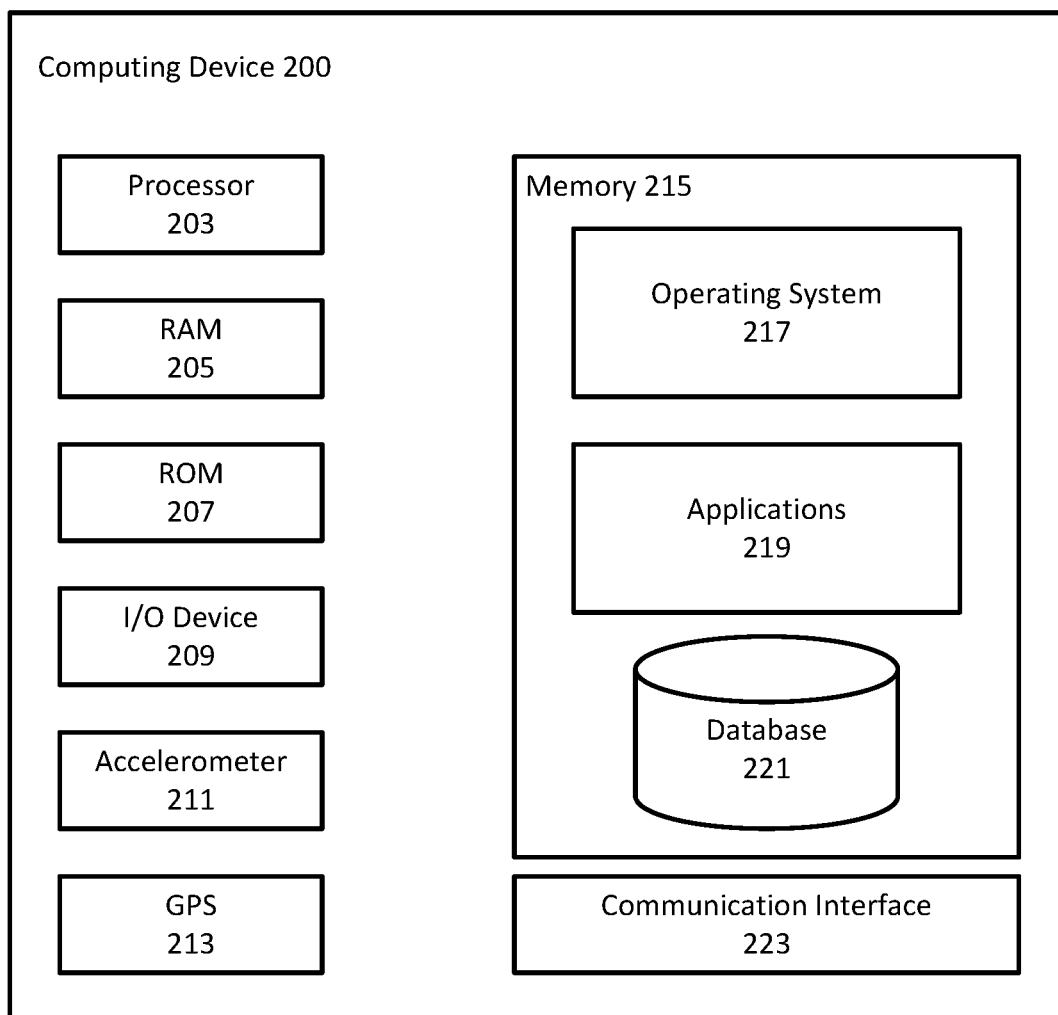 Computing Device 200
Processor
203
RAM
205
ROM
207
I/O Device
209
Accelerometer
211
GPS
213
Memory 215
Operating System
217
Applications
219
Database
221
Communication Interface
223